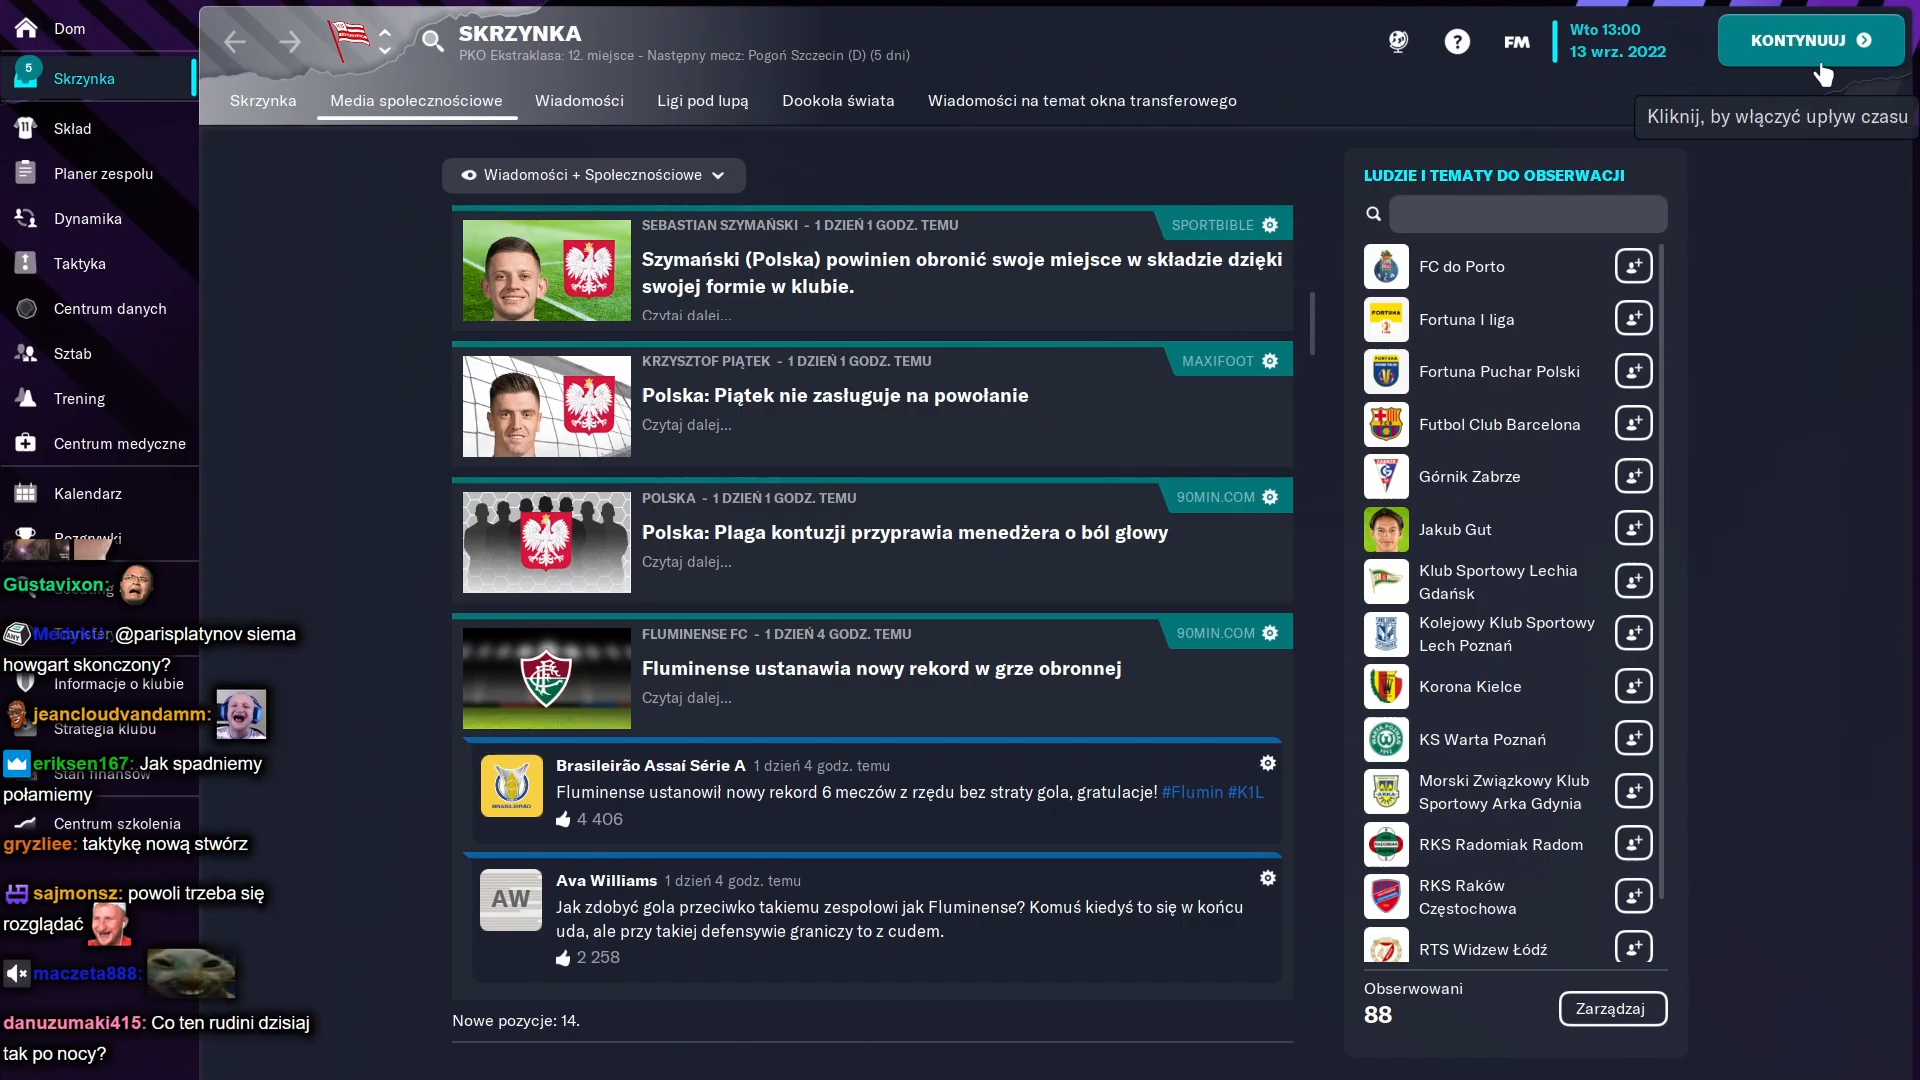 Dom
5
Skrzynka
Skład
Planer zespołu
Dynamika
Taktyka
Centrum danych
Sztab
Trening
Centrum medyczne
Kalendarz
Rozgrywki
Informacje o klubie
Strategia klubu
Stan finansów
Centrum szkolenia
Gustavixon:
@parisplatynov siema
howgart skonczony?
jeancloudvandamm:
eriksen167: Jak spadniemy
połamiemy
gryzliee: taktykę nową stwórz
sajmonsz: powoli trzeba się
rozglądać
maczeta888:
danuzumaki415: Co ten rudini dzisiaj
tak po nocy?
SKRZYNKA
PKO Ekstraklasa: 12. miejsce - Następny mecz: Pogoń Szczecin (D) (5 dni)
FM
Wto 13:00
13 wrz. 2022
KONTYNUUJ
Kliknij, by włączyć upływ czasu
Skrzynka
Media społecznościowe
Wiadomości
Ligi pod lupą
Dookoła świata
Wiadomości na temat okna transferowego
Wiadomości + Społecznościowe
SEBASTIAN SZYMAŃSKI - 1 DZIEŃ 1 GODZ. TEMU
SPORTBIBLE
Szymański (Polska) powinien obronić swoje miejsce w składzie dzięki
swojej formie w klubie.
Czytaj dalej...
KRZYSZTOF PIĄTEK - 1 DZIEŃ 1 GODZ. TEMU
MAXIFOOT
Polska: Piątek nie zasługuje na powołanie
Czytaj dalej...
POLSKA - 1 DZIEŃ 1 GODZ. TEMU
90MIN.COM
Polska: Plaga kontuzji przyprawia menedżera o ból głowy
Czytaj dalej...
FLUMINENSE FC - 1 DZIEŃ 4 GODZ. TEMU
90MIN.COM
Fluminense ustanawia nowy rekord w grze obronnej
Czytaj dalej...
Brasileirão Assaí Série A 1 dzień 4 godz. temu
Fluminense ustanowił nowy rekord 6 meczów z rzędu bez straty gola, gratulacje! #Flumin #K1L
4 406
AW
Ava Williams 1 dzień 4 godz. temu
Jak zdobyć gola przeciwko takiemu zespołowi jak Fluminense? Komuś kiedyś to się w końcu
uda, ale przy takiej defensywie graniczy to z cudem.
2 258
Nowe pozycje: 14.
LUDZIE I TEMATY DO OBSERWACJI
FC do Porto
Fortuna I liga
Fortuna Puchar Polski
Futbol Club Barcelona
Górnik Zabrze
Jakub Gut
Klub Sportowy Lechia
Gdańsk
Kolejowy Klub Sportowy
Lech Poznań
Korona Kielce
KS Warta Poznań
Morski Związkowy Klub
Sportowy Arka Gdynia
RKS Radomiak Radom
RKS Raków
Częstochowa
RTS Widzew Łódź
Obserwowani
88
Zarządzaj